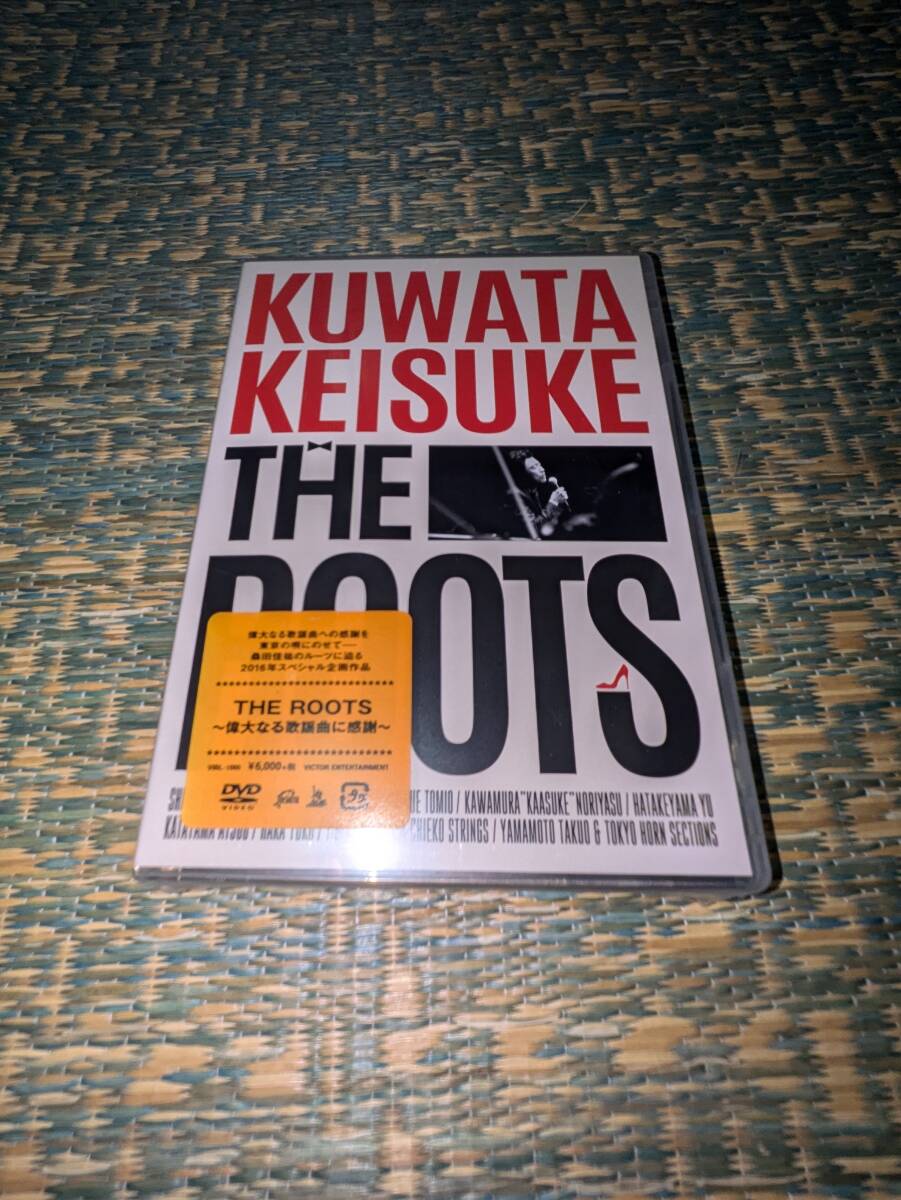 KUWATA
KEISUKE
THE
ROOTS
偉大なる歌謡曲への感謝を
東京の唄にのせて──
桑田佳祐のルーツに迫る
2016年スペシャル企画作品
THE ROOTS
～偉大なる歌謡曲に感謝～
¥6,000+税 VICTOR ENTERTAINMENT
DVD
VIDEO
TOMIO / KAWAMURA"KAASUKE"NORIYASU / HATAKEYAMA YU
CHIEKO STRINGS / YAMAMOTO TAKUO & TOKYO HORN SECTIONS